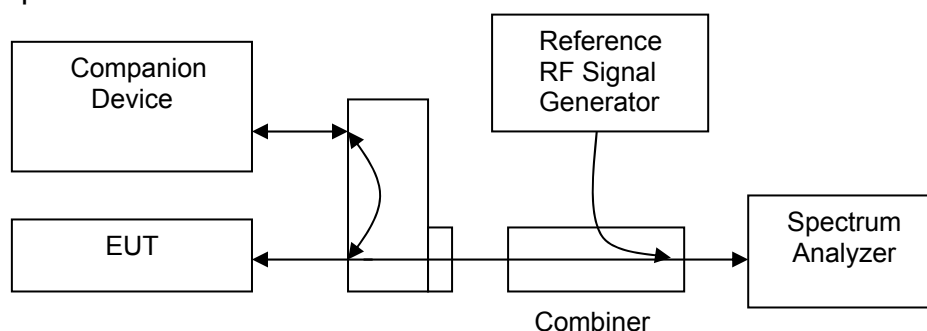 Companion
Device
Reference
RF Signal
Generator
EUT
Spectrum
Analyzer
Combiner